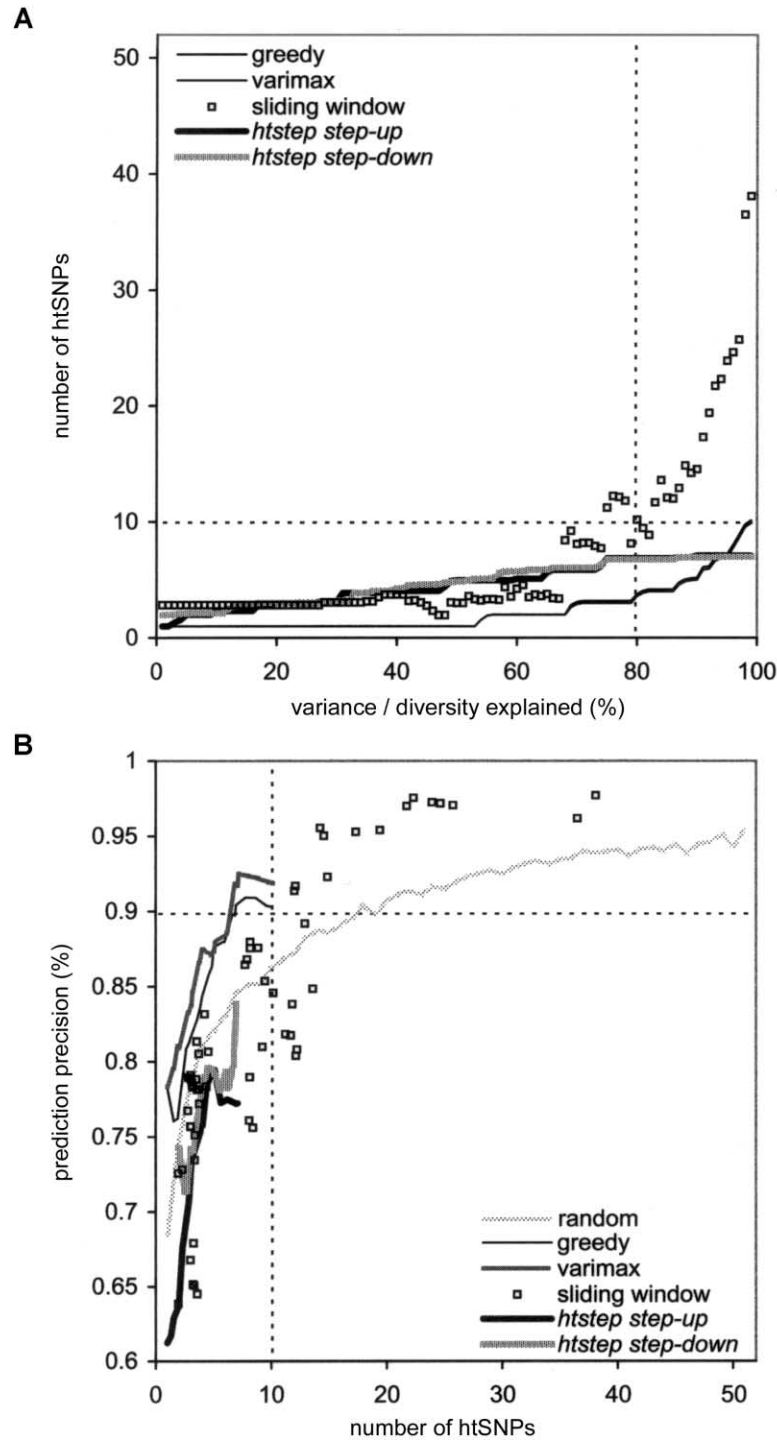 A
50
40
30
20
10
0
number of htSNPs
greedy
varimax
sliding window
htstep step-up
htstep step-down
0 20 40 60 80 100
variance / diversity explained (%)
B
1
0.95
0.9
0.85
0.8
0.75
0.7
0.65
0.6
prediction precision (%)
random
greedy
varimax
sliding window
htstep step-up
htstep step-down
0 10 20 30 40 50
number of htSNPs